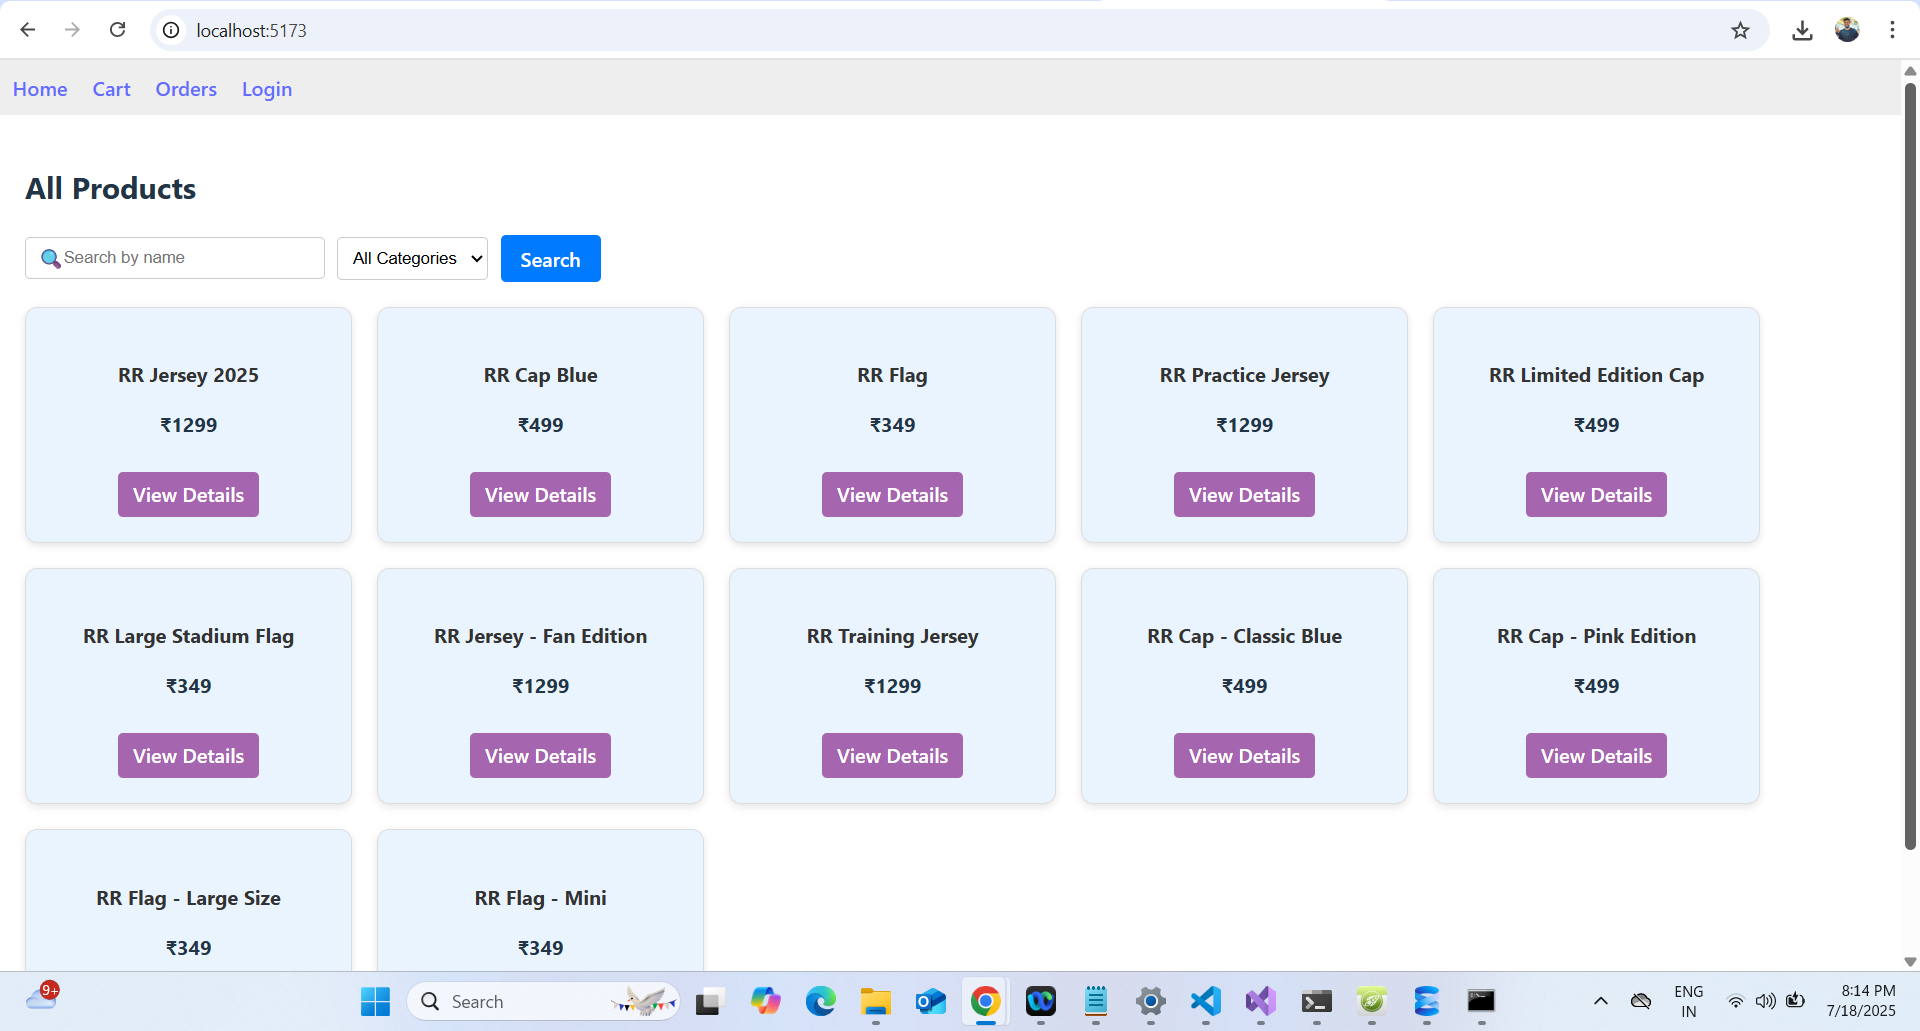 localhost:5173
Home Cart Orders Login
All Products
Search by name All Categories Search
RR Jersey 2025 RR Cap Blue RR Flag RR Practice Jersey RR Limited Edition Cap
₹1299 ₹499 ₹349 ₹1299 ₹499
View Details View Details View Details View Details View Details
RR Large Stadium Flag RR Jersey - Fan Edition RR Training Jersey RR Cap - Classic Blue RR Cap - Pink Edition
₹349 ₹1299 ₹1299 ₹499 ₹499
View Details View Details View Details View Details View Details
RR Flag - Large Size RR Flag - Mini
₹349 ₹349
9+ Search ENG 8:14 PM
IN 7/18/2025